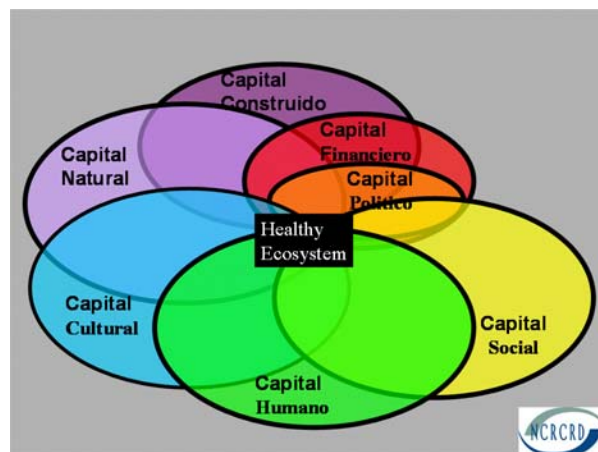 Capital
Construido
Capital
Financiero
Capital
Natural
Capital
Político
Healthy
Ecosystem
Capital
Cultural
Capital
Social
Capital
Humano
NCRCRD